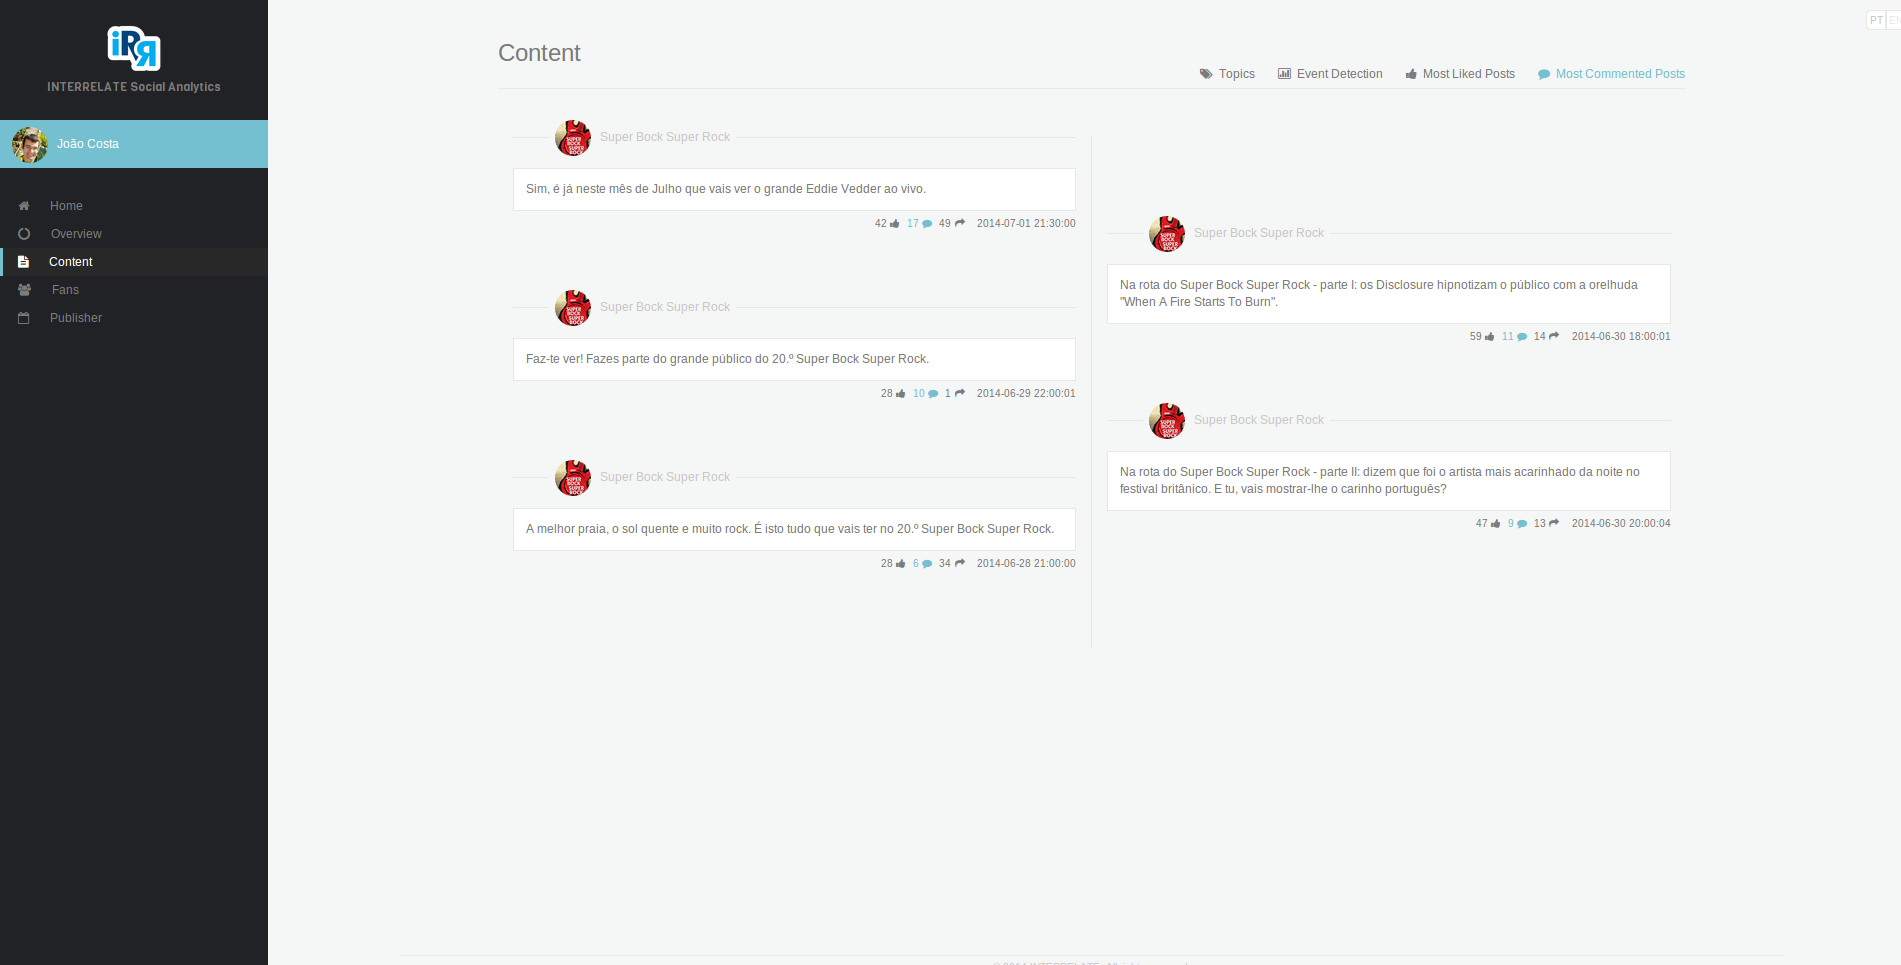 iRR
INTERRELATE Social Analytics
João Costa
Home
Overview
Content
Fans
Publisher
PT EN
Content
Topics
Event Detection
Most Liked Posts
Most Commented Posts
Super Bock Super Rock
Sim, é já neste mês de Julho que vais ver o grande Eddie Vedder ao vivo.
42 17 49 2014-07-01 21:30:00
Super Bock Super Rock
Na rota do Super Bock Super Rock - parte I: os Disclosure hipnotizam o público com a orelhuda
"When A Fire Starts To Burn".
59 11 14 2014-06-30 18:00:01
Super Bock Super Rock
Faz-te ver! Fazes parte do grande público do 20.º Super Bock Super Rock.
28 10 1 2014-06-29 22:00:01
Super Bock Super Rock
Na rota do Super Bock Super Rock - parte II: dizem que foi o artista mais acarinhado da noite no
festival britânico. E tu, vais mostrar-lhe o carinho português?
47 9 13 2014-06-30 20:00:04
Super Bock Super Rock
A melhor praia, o sol quente e muito rock. É isto tudo que vais ter no 20.º Super Bock Super Rock.
28 6 34 2014-06-28 21:00:00